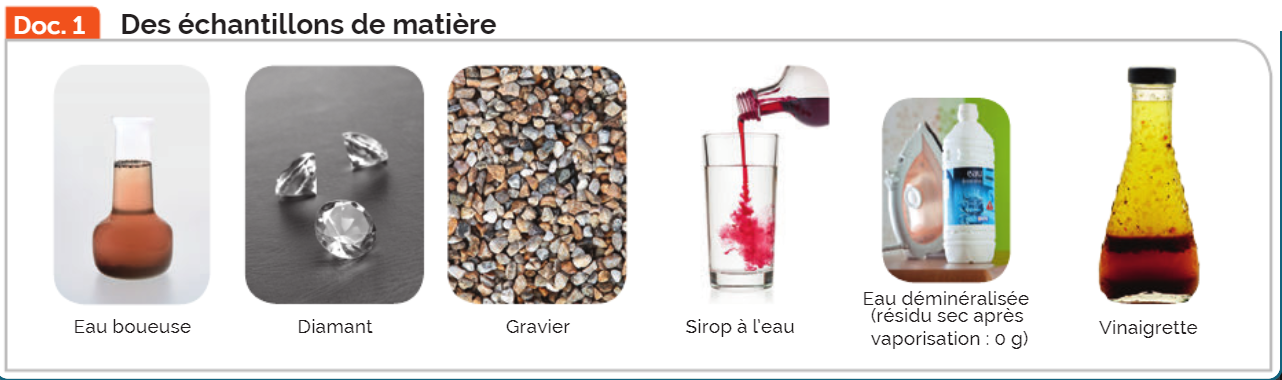 Doc. 1 Des échantillons de matière
eau
Eau boueuse
Diamant
Gravier
Sirop à l'eau
Eau déminéralisée
(résidu sec après
vaporisation : 0 g)
Vinaigrette